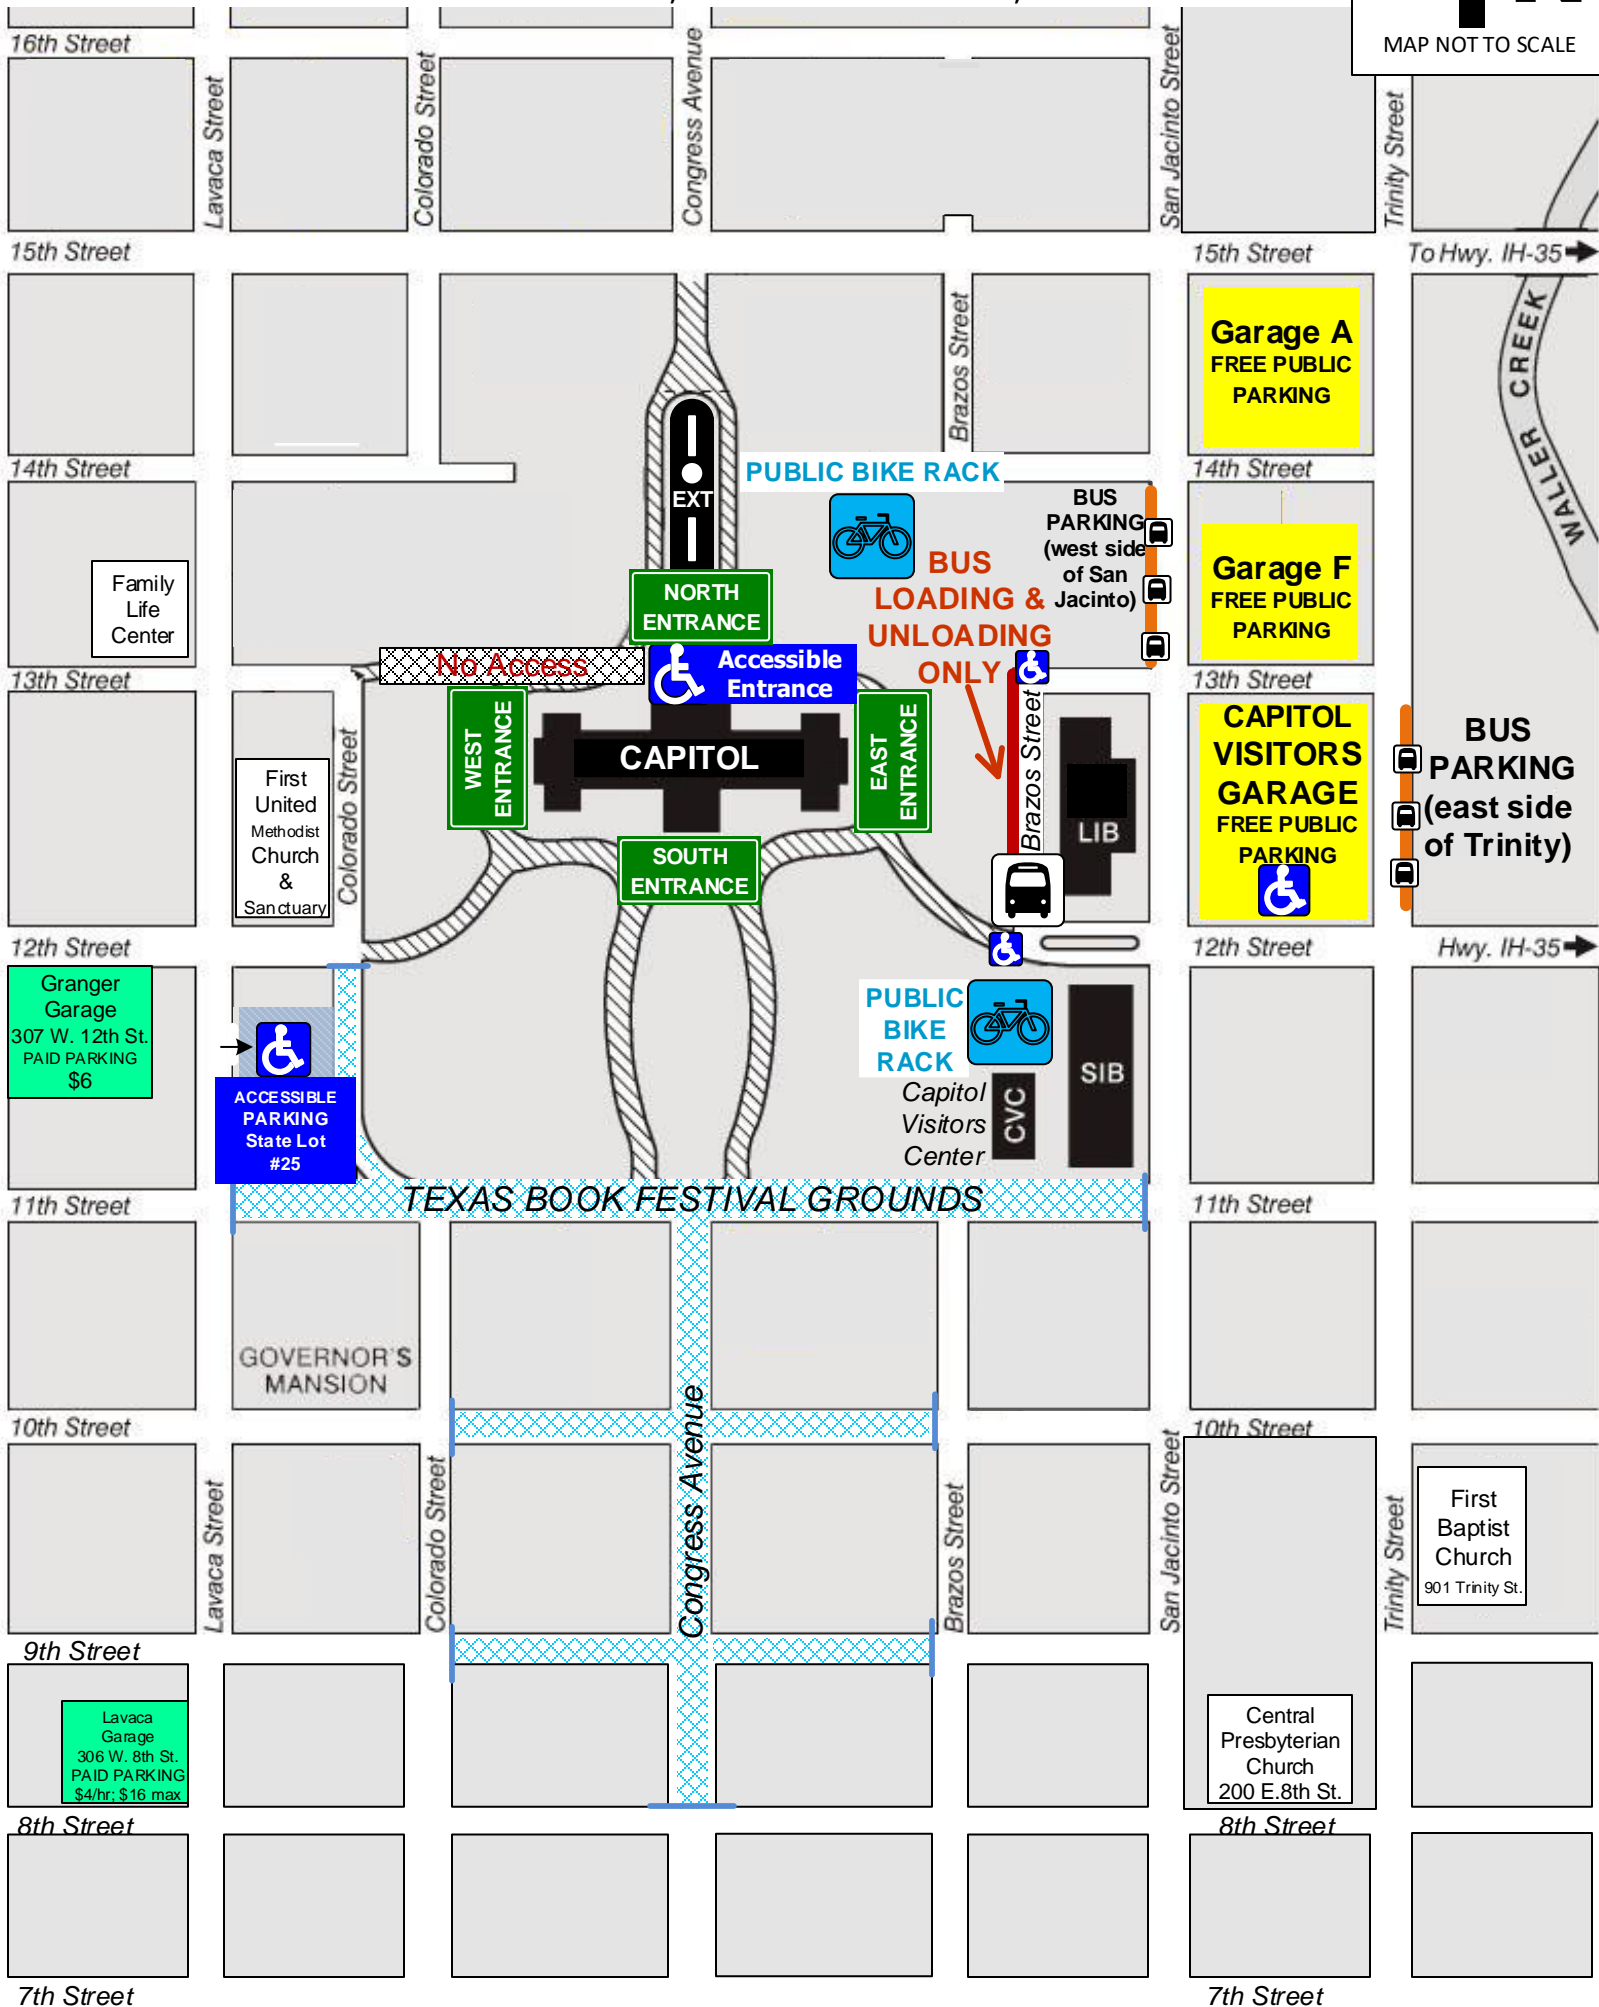 MAP NOT TO SCALE
16th Street
Lavaca Street
Colorado Street
Congress Avenue
San Jacinto Street
Trinity Street
15th Street
15th Street
To Hwy. IH-35
Garage A
FREE PUBLIC
PARKING
Brazos Street
WALLER CREEK
14th Street
14th Street
PUBLIC BIKE RACK
EXT
BUS
PARKING
(west side
of San
Jacinto)
BUS
LOADING &
UNLOADING
ONLY
Garage F
FREE PUBLIC
PARKING
Family
Life
Center
NORTH
ENTRANCE
No Access
Accessible
Entrance
13th Street
13th Street
WEST
ENTRANCE
CAPITOL
EAST
ENTRANCE
Brazos Street
LIB
CAPITOL
VISITORS
GARAGE
FREE PUBLIC
PARKING
BUS
PARKING
(east side
of Trinity)
First
United
Methodist
Church
&
Sanctuary
Colorado Street
SOUTH
ENTRANCE
12th Street
12th Street
Hwy. IH-35
Granger
Garage
307 W. 12th St.
PAID PARKING
$6
ACCESSIBLE
PARKING
State Lot
#25
PUBLIC
BIKE
RACK
Capitol
Visitors
Center
CVC
SIB
TEXAS BOOK FESTIVAL GROUNDS
11th Street
11th Street
GOVERNOR'S
MANSION
10th Street
10th Street
Lavaca Street
Colorado Street
Congress Avenue
Brazos Street
San Jacinto Street
Trinity Street
First
Baptist
Church
901 Trinity St.
9th Street
Lavaca
Garage
306 W. 8th St.
PAID PARKING
$4/hr; $16 max
Central
Presbyterian
Church
200 E.8th St.
8th Street
8th Street
7th Street
7th Street